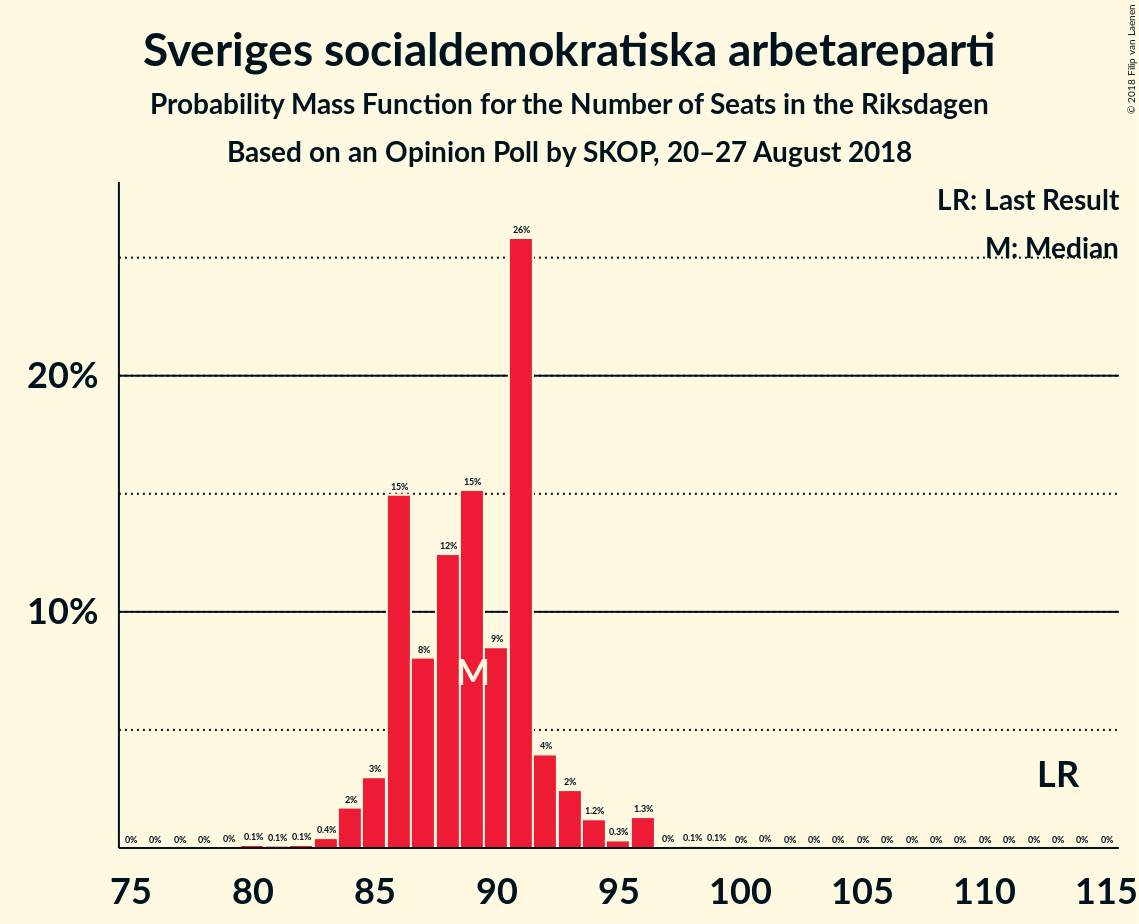 Sveriges socialdemokratiska arbetareparti
Probability Mass Function for the Number of Seats in the Riksdagen
Based on an Opinion Poll by SKOP, 20–27 August 2018
© 2018 Filip van Laenen
LR: Last Result
M: Median
20%
10%
0% 0% 0% 0% 0% 0.1% 0.1% 0.1% 0.4% 2% 3% 15% 8% 12% 15% 9% 26% 4% 2% 1.2% 0.3% 1.3% 0% 0.1% 0.1% 0% 0% 0% 0% 0% 0% 0% 0% 0% 0% 0% 0% 0% 0% 0% 0%
M
LR
75 80 85 90 95 100 105 110 115